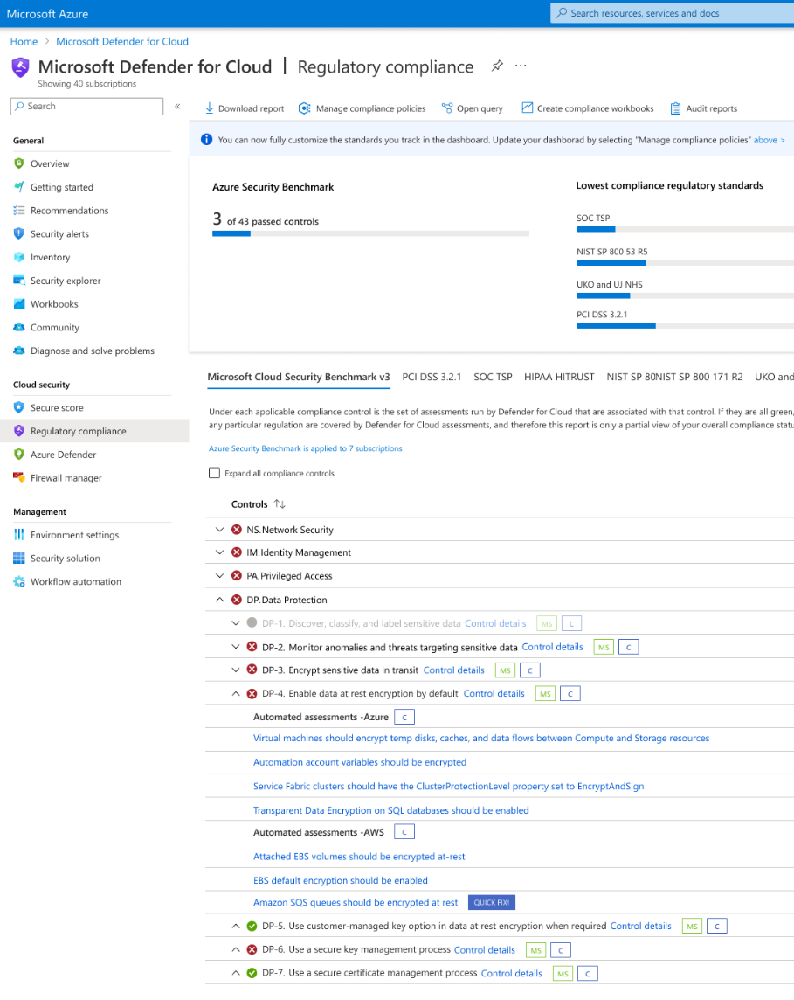 Microsoft Azure
Search resources, services and docs
Home > Microsoft Defender for Cloud
Microsoft Defender for Cloud | Regulatory compliance
Showing 40 subscriptions
Search
General
Overview
Getting started
Recommendations
Security alerts
Inventory
Security explorer
Workbooks
Community
Diagnose and solve problems
Cloud security
Secure score
Regulatory compliance
Azure Defender
Firewall manager
Management
Environment settings
Security solution
Workflow automation
Download report Manage compliance policies Open query Create compliance workbooks Audit reports
You can now fully customize the standards you track in the dashboard. Update your dashborad by selecting "Manage compliance policies" above >
Azure Security Benchmark
3 of 43 passed controls
Lowest compliance regulatory standards
SOC TSP
NIST SP 800 53 R5
UKO and UJ NHS
PCI DSS 3.2.1
Microsoft Cloud Security Benchmark v3 PCI DSS 3.2.1 SOC TSP HIPAA HITRUST NIST SP 80NIST SP 800 171 R2 UKO and
Under each applicable compliance control is the set of assessments run by Defender for Cloud that are associated with that control. If they are all green,
any particular regulation are covered by Defender for Cloud assessments, and therefore this report is only a partial view of your overall compliance statu
Azure Security Benchmark is applied to 7 subscriptions
Expand all compliance controls
Controls
NS.Network Security
IM.Identity Management
PA.Privileged Access
DP.Data Protection
DP-1. Discover, classify, and label sensitive data Control details MS C
DP-2. Monitor anomalies and threats targeting sensitive data Control details MS C
DP-3. Encrypt sensitive data in transit Control details MS C
DP-4. Enable data at rest encryption by default Control details MS C
Automated assessments -Azure C
Virtual machines should encrypt temp disks, caches, and data flows between Compute and Storage resources
Automation account variables should be encrypted
Service Fabric clusters should have the ClusterProtectionLevel property set to EncryptAndSign
Transparent Data Encryption on SQL databases should be enabled
Automated assessments -AWS C
Attached EBS volumes should be encrypted at-rest
EBS default encryption should be enabled
Amazon SQS queues should be encrypted at rest QUICK FIX!
DP-5. Use customer-managed key option in data at rest encryption when required Control details MS C
DP-6. Use a secure key management process Control details MS C
DP-7. Use a secure certificate management process Control details MS C